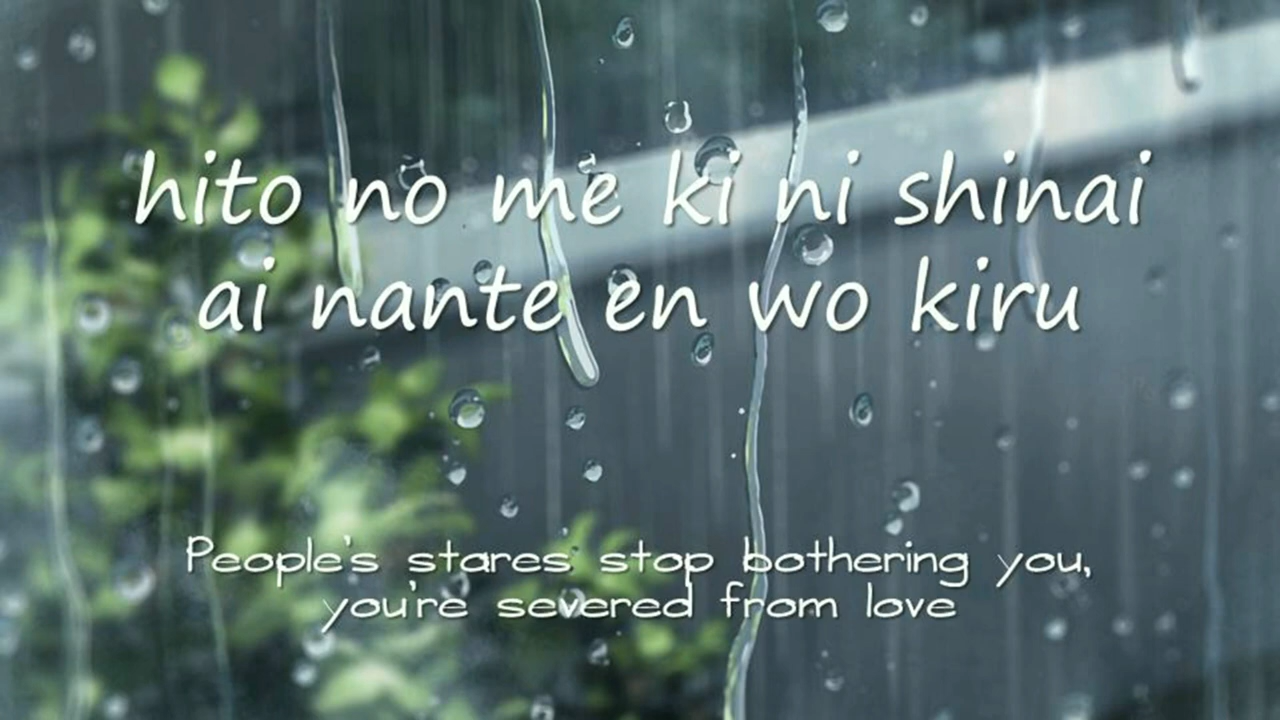 hito no me ki ni shinai
ai nante en wo kiru
People's stares stop bothering you,
you're severed from love